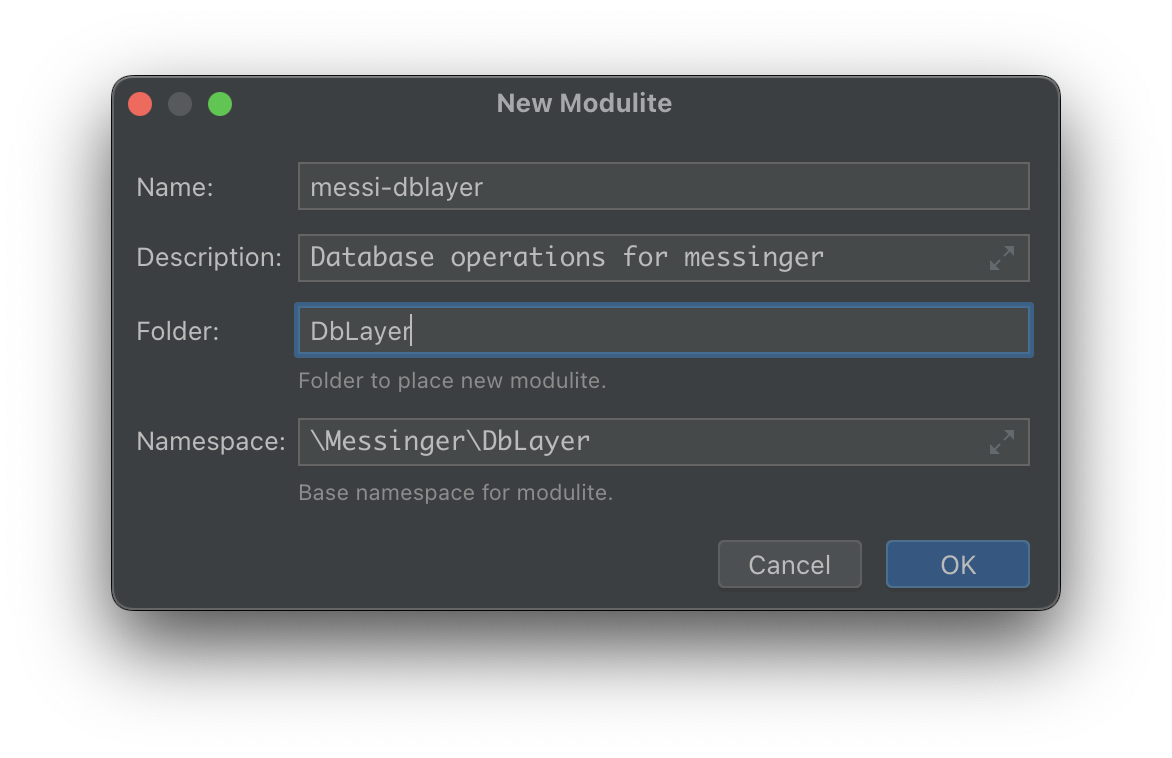 New Modulite
Name: messi-dblayer
Description: Database operations for messinger
Folder: DbLayer
Folder to place new modulite.
Namespace: \Messinger\DbLayer
Base namespace for modulite.
Cancel OK